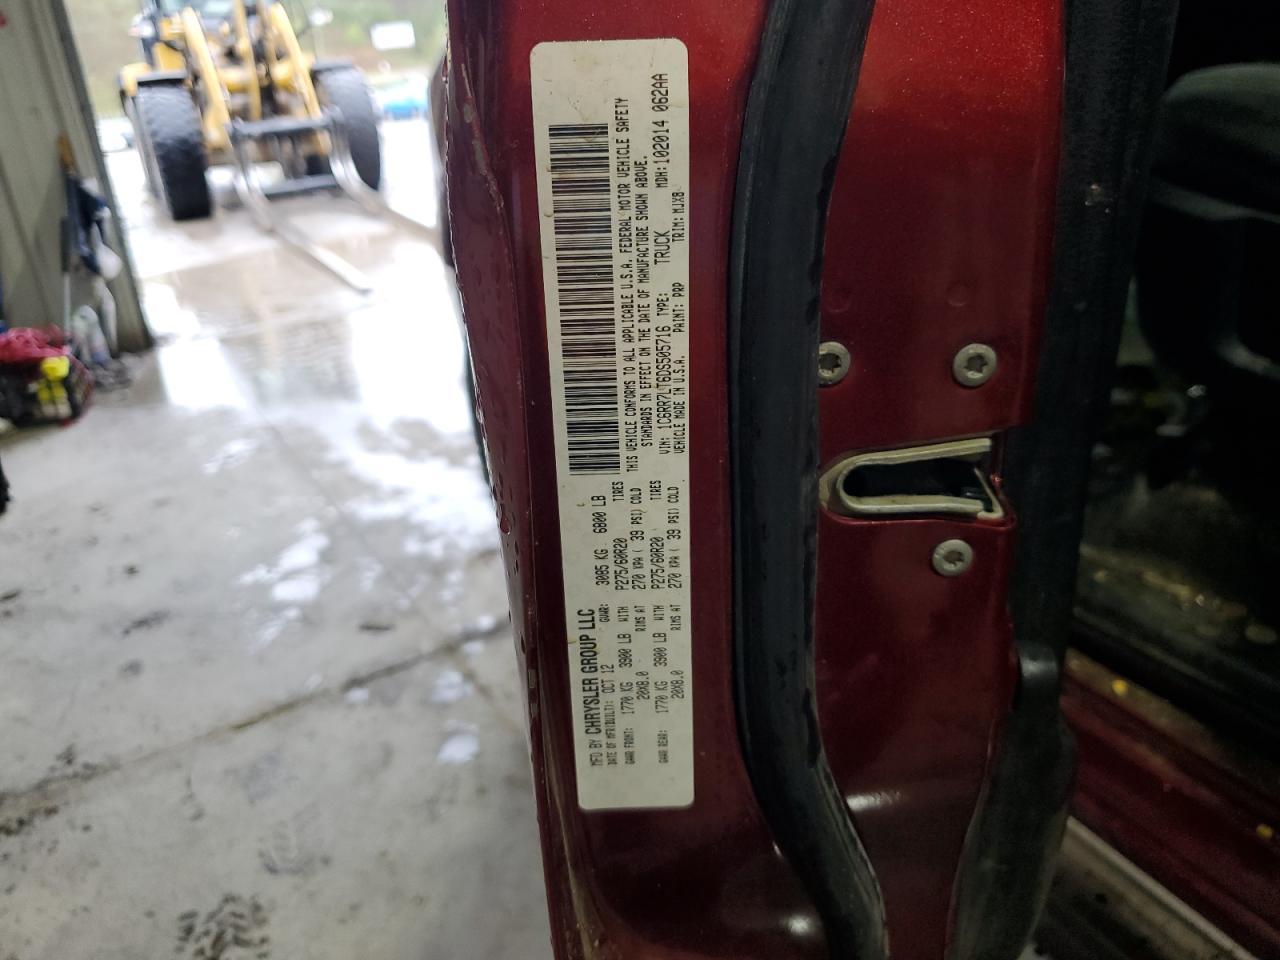 MFD BY CHRYSLER GROUP LLC
DATE OF MFR(BUILT): OCT 12 GVWR: 3085 KG 6800 LB
GAWR FRONT: 1770 KG 3900 LB WITH P275/60R20 TIRES
20X8.0 RIMS AT 270 KPA ( 39 PSI) COLD
GAWR REAR: 1770 KG 3900 LB WITH P275/60R20 TIRES
20X8.0 RIMS AT 270 KPA ( 39 PSI) COLD
THIS VEHICLE CONFORMS TO ALL APPLICABLE U.S.A. FEDERAL MOTOR VEHICLE SAFETY
STANDARDS IN EFFECT ON THE DATE OF MANUFACTURE SHOWN ABOVE.
VIN: 1C6RR7LT6DS505716 TYPE: TRUCK MDH: 102014 062AA
VEHICLE MADE IN U.S.A. PAINT: PRP TRIM: MJX8